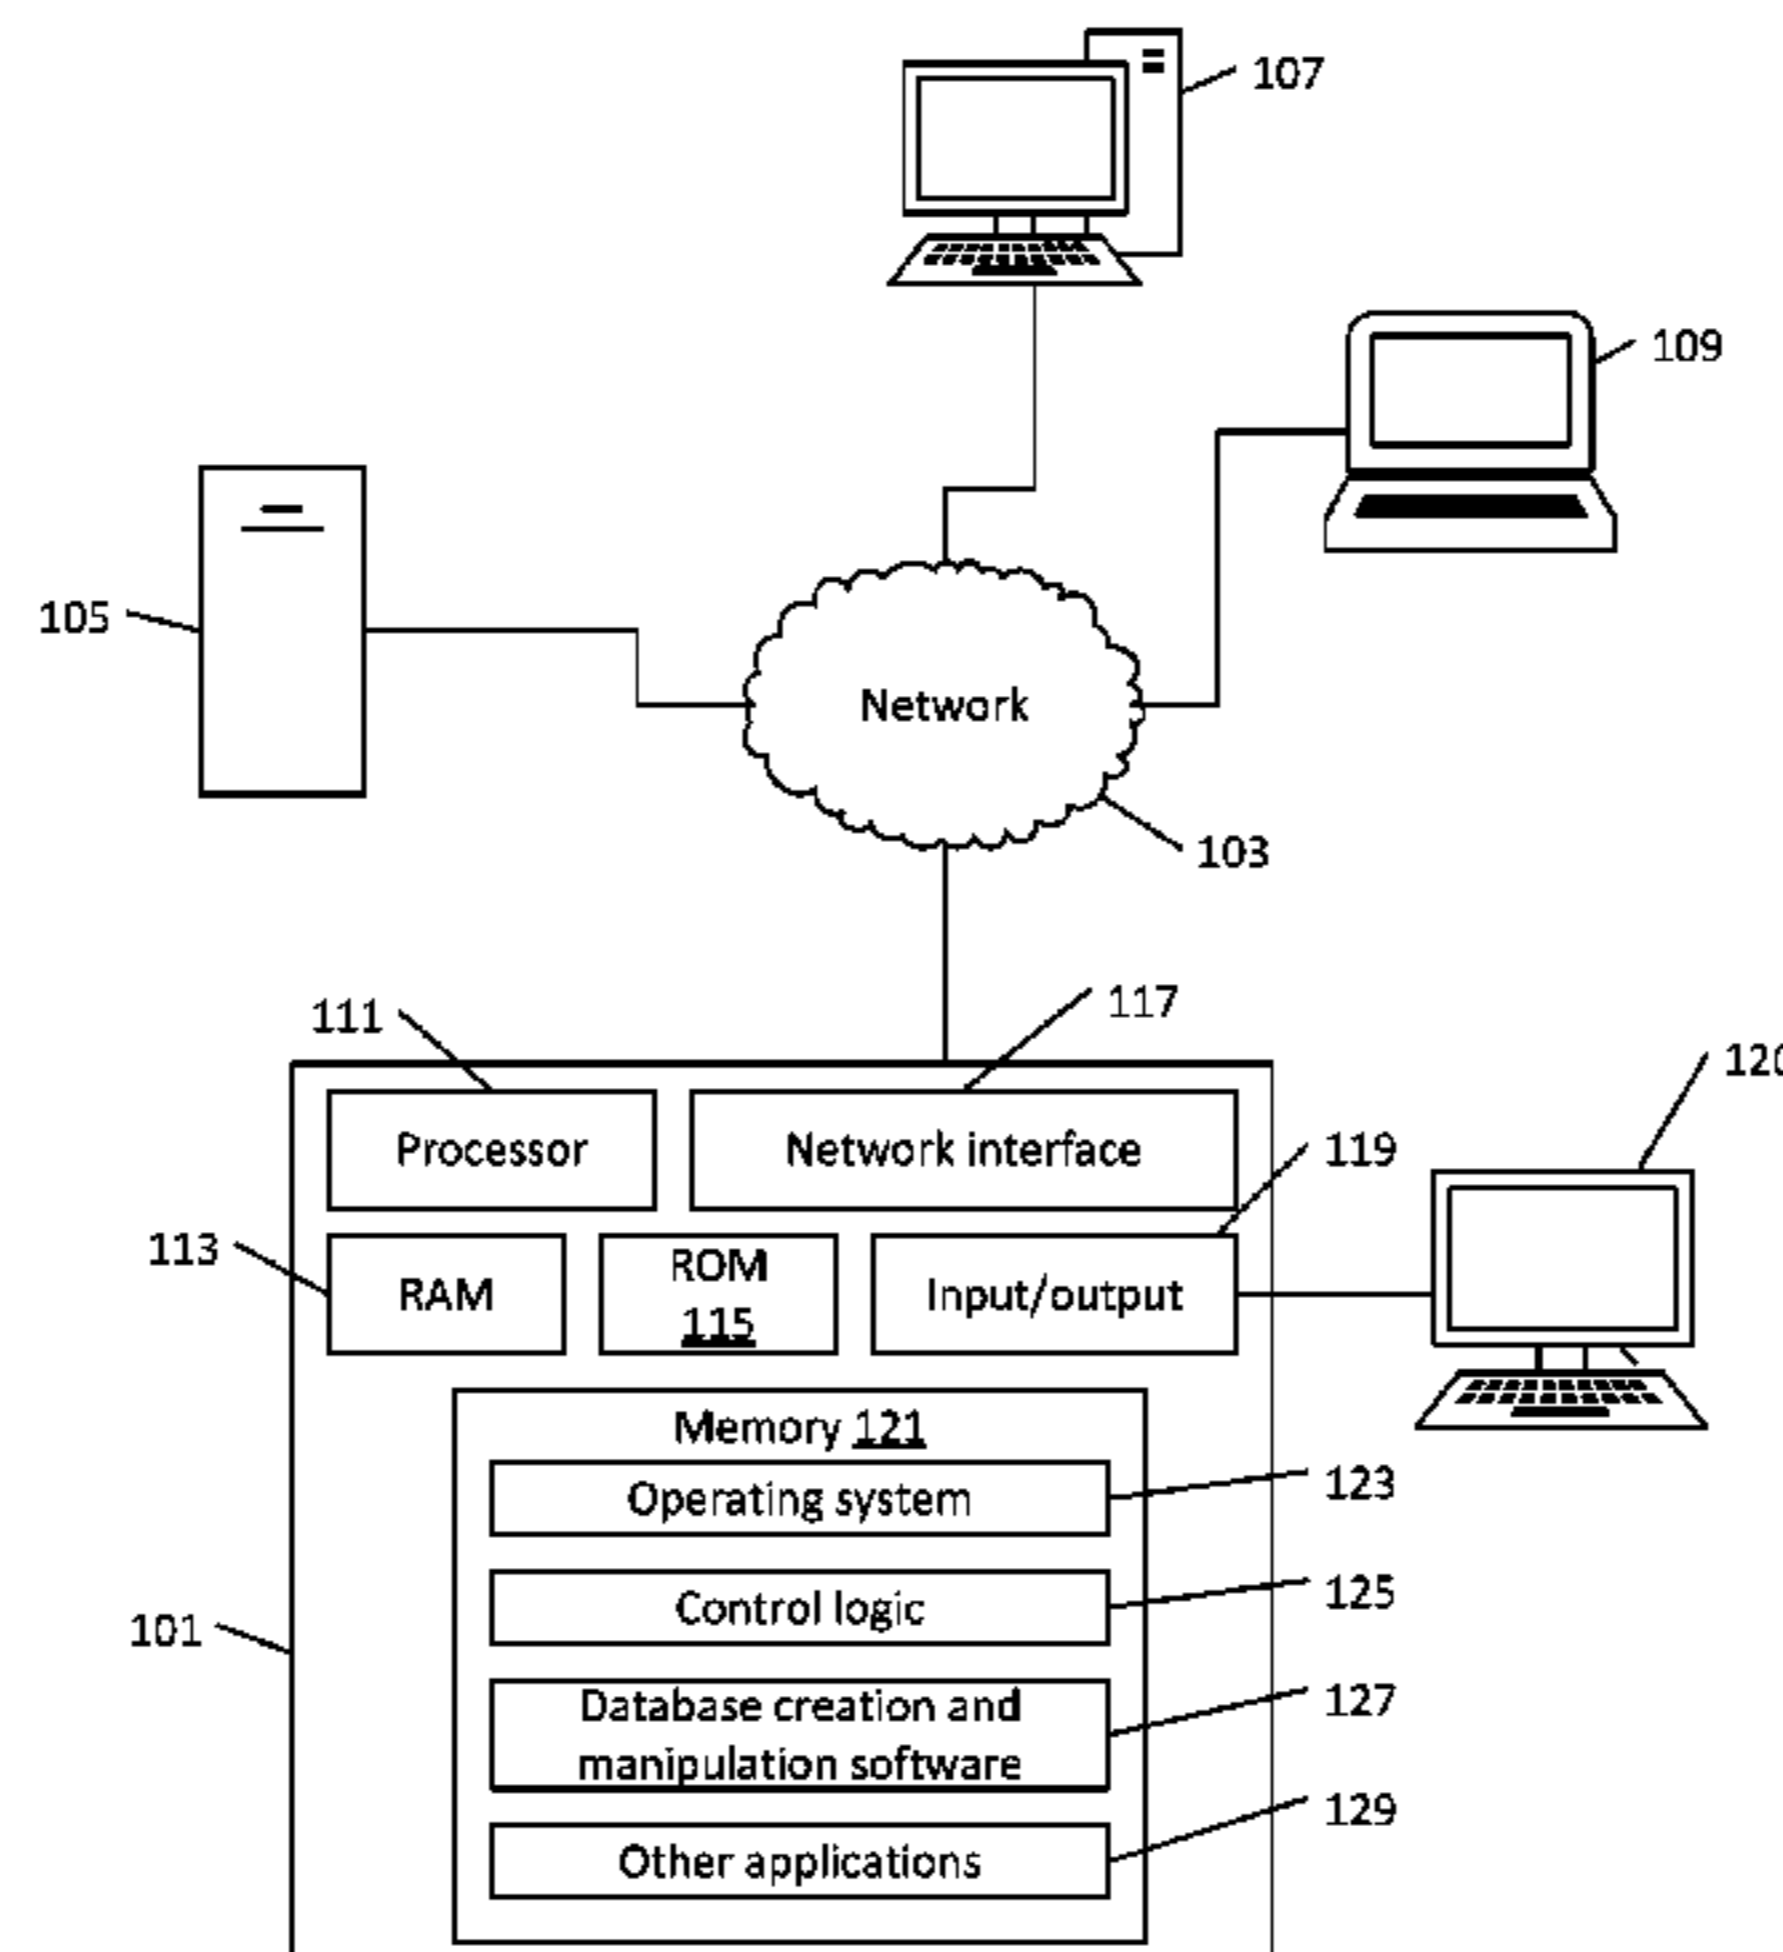 107
109
105
Network
103
111
117
120
Processor
Network interface
119
113
RAM
ROM
115
Input/output
Memory 121
Operating system
123
Control logic
125
101
Database creation and
manipulation software
127
Other applications
129